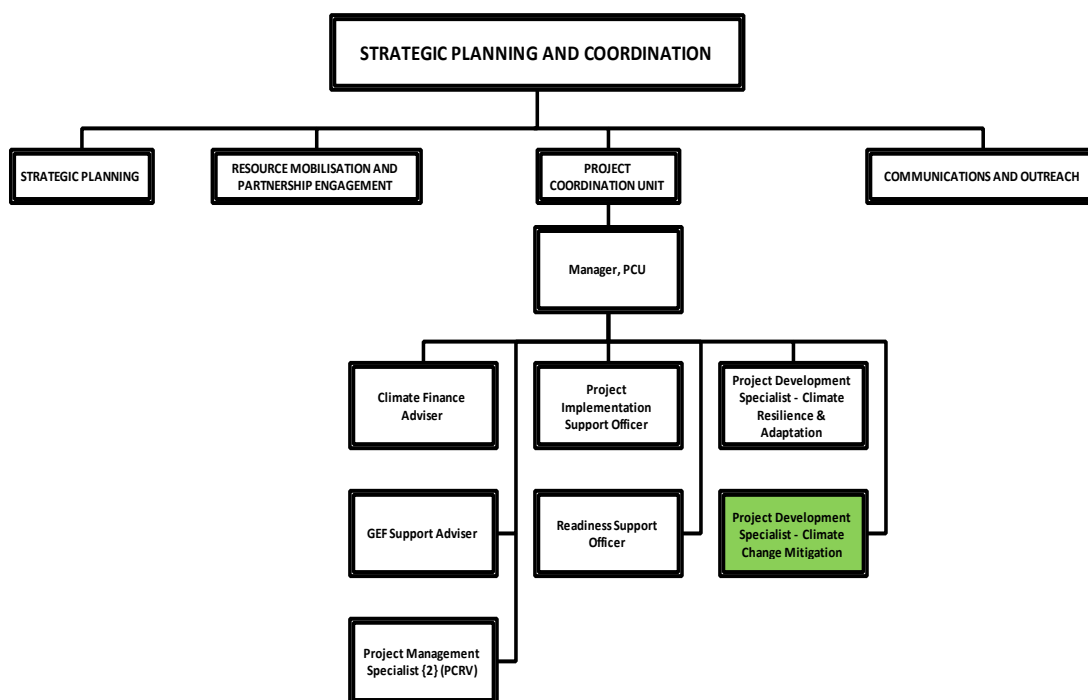 STRATEGIC PLANNING AND COORDINATION
STRATEGIC PLANNING
RESOURCE MOBILISATION AND
PARTNERSHIP ENGAGEMENT
PROJECT
COORDINATION UNIT
COMMUNICATIONS AND OUTREACH
Manager, PCU
Climate Finance
Adviser
Project
Implementation
Support Officer
Project Development
Specialist - Climate
Resilience &
Adaptation
GEF Support Adviser
Readiness Support
Officer
Project Development
Specialist - Climate
Change Mitigation
Project Management
Specialist {2} (PCRV)